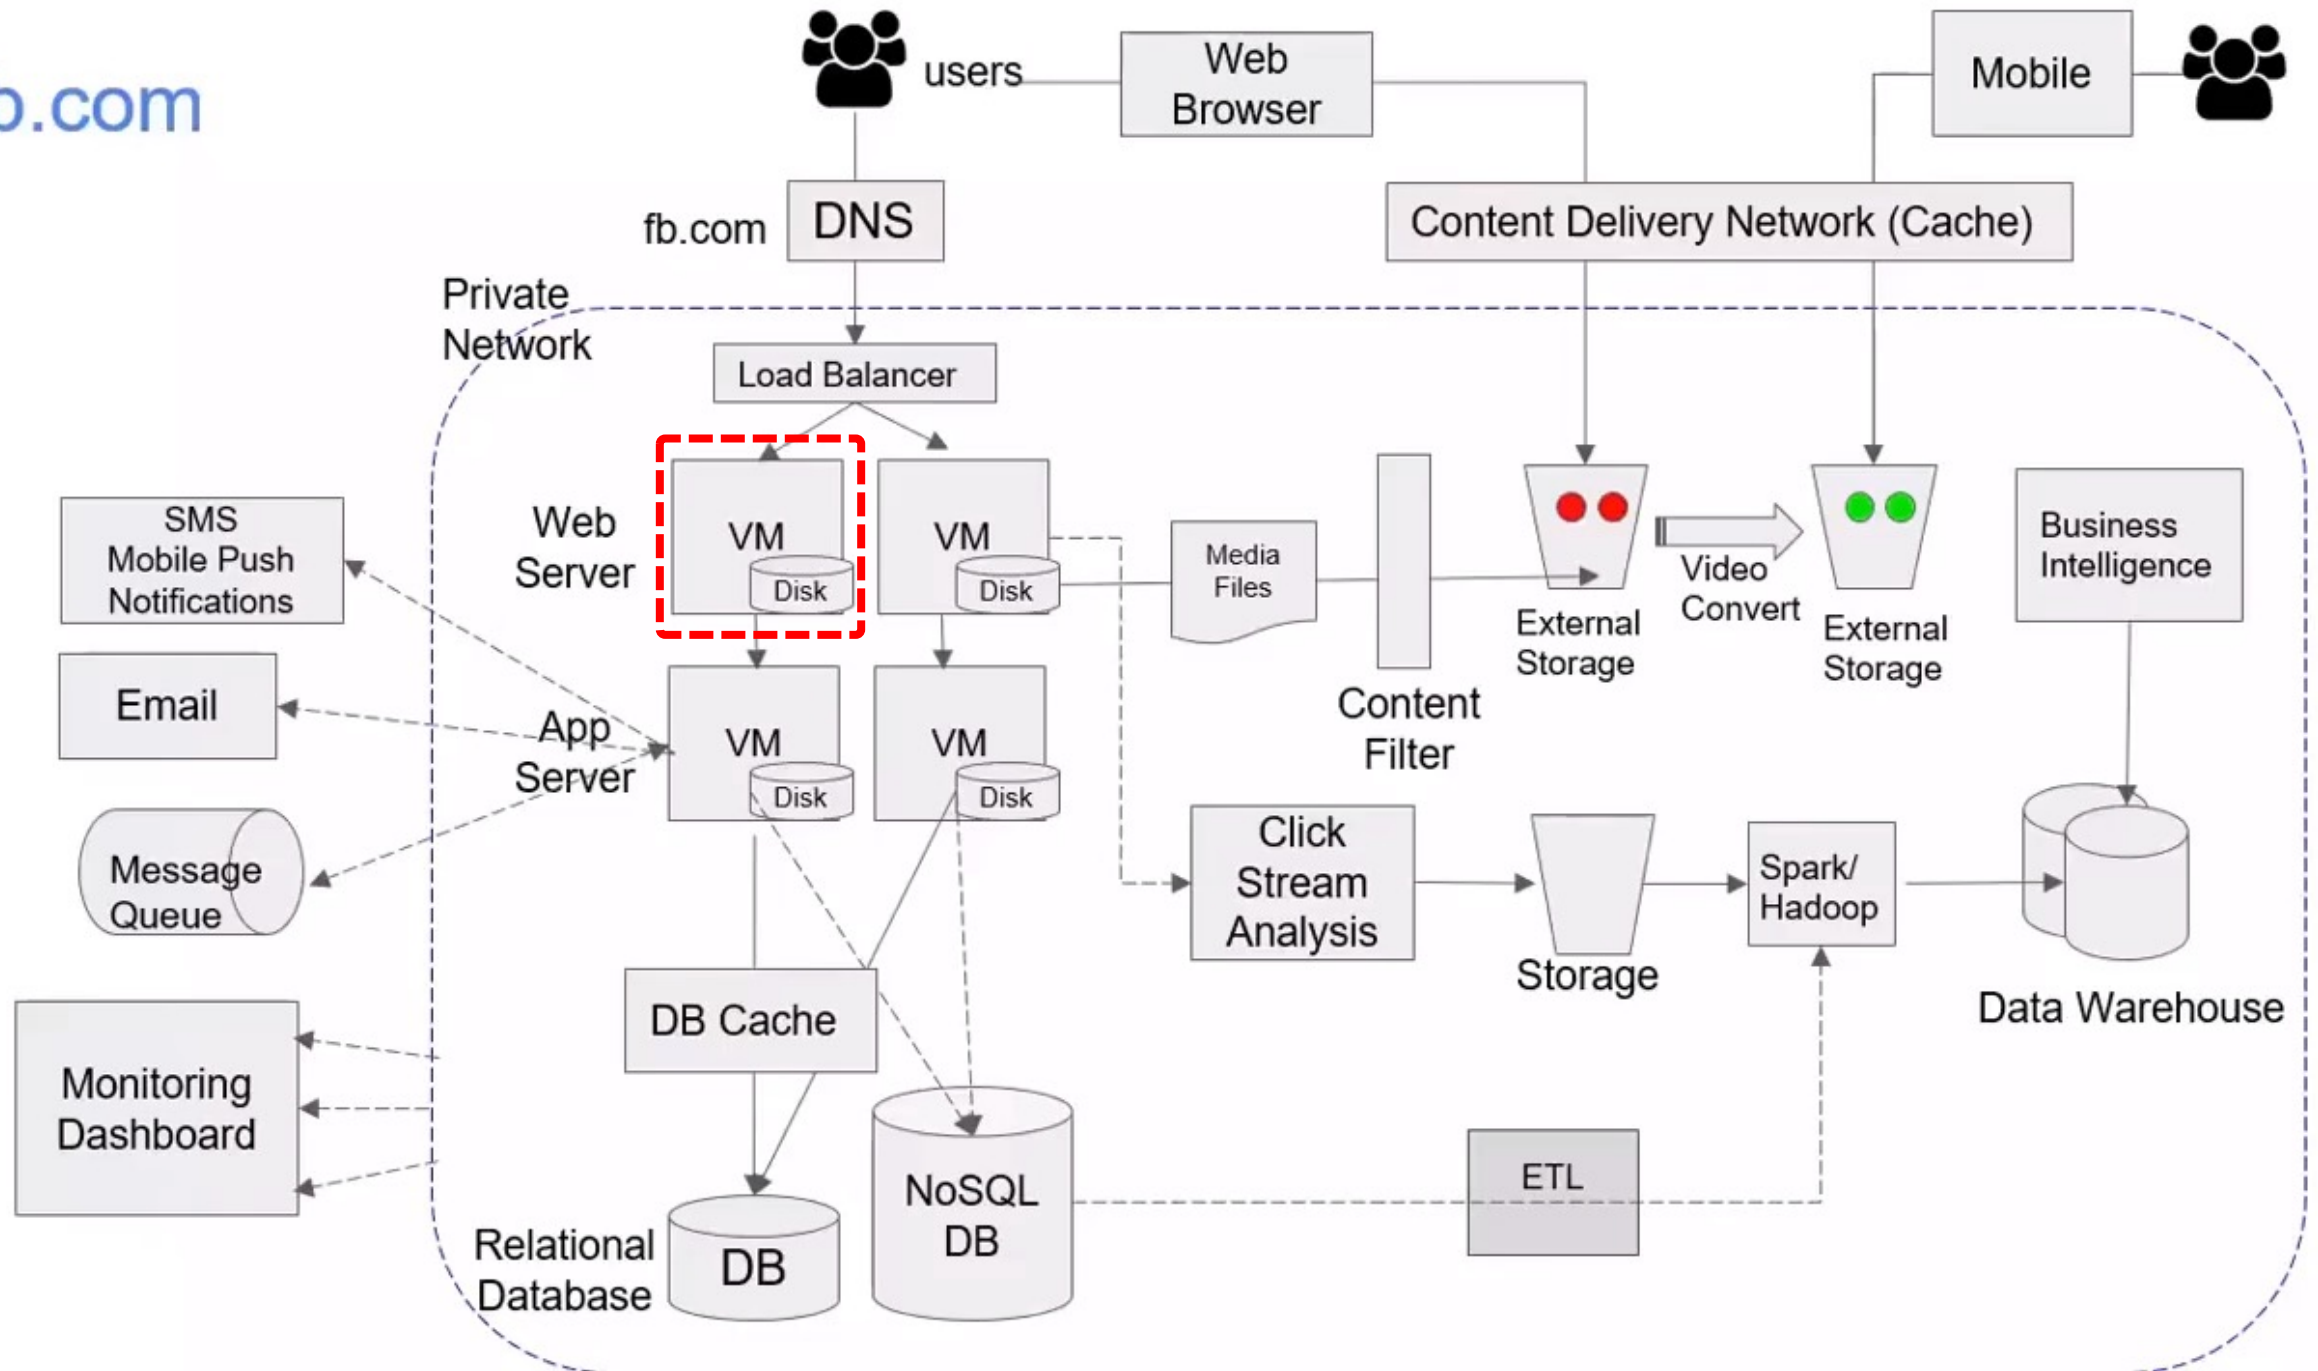 b.com
users
Web
Browser
Mobile
fb.com
DNS
Content Delivery Network (Cache)
Private
Network
Load Balancer
Web
Server
VM
Disk
VM
Disk
Media
Files
Content
Filter
External
Storage
Video
Convert
External
Storage
Business
Intelligence
SMS
Mobile Push
Notifications
Email
Message
Queue
Monitoring
Dashboard
App
Server
VM
Disk
VM
Disk
Click
Stream
Analysis
Storage
Spark/
Hadoop
Data Warehouse
DB Cache
Relational
Database
DB
NoSQL
DB
ETL